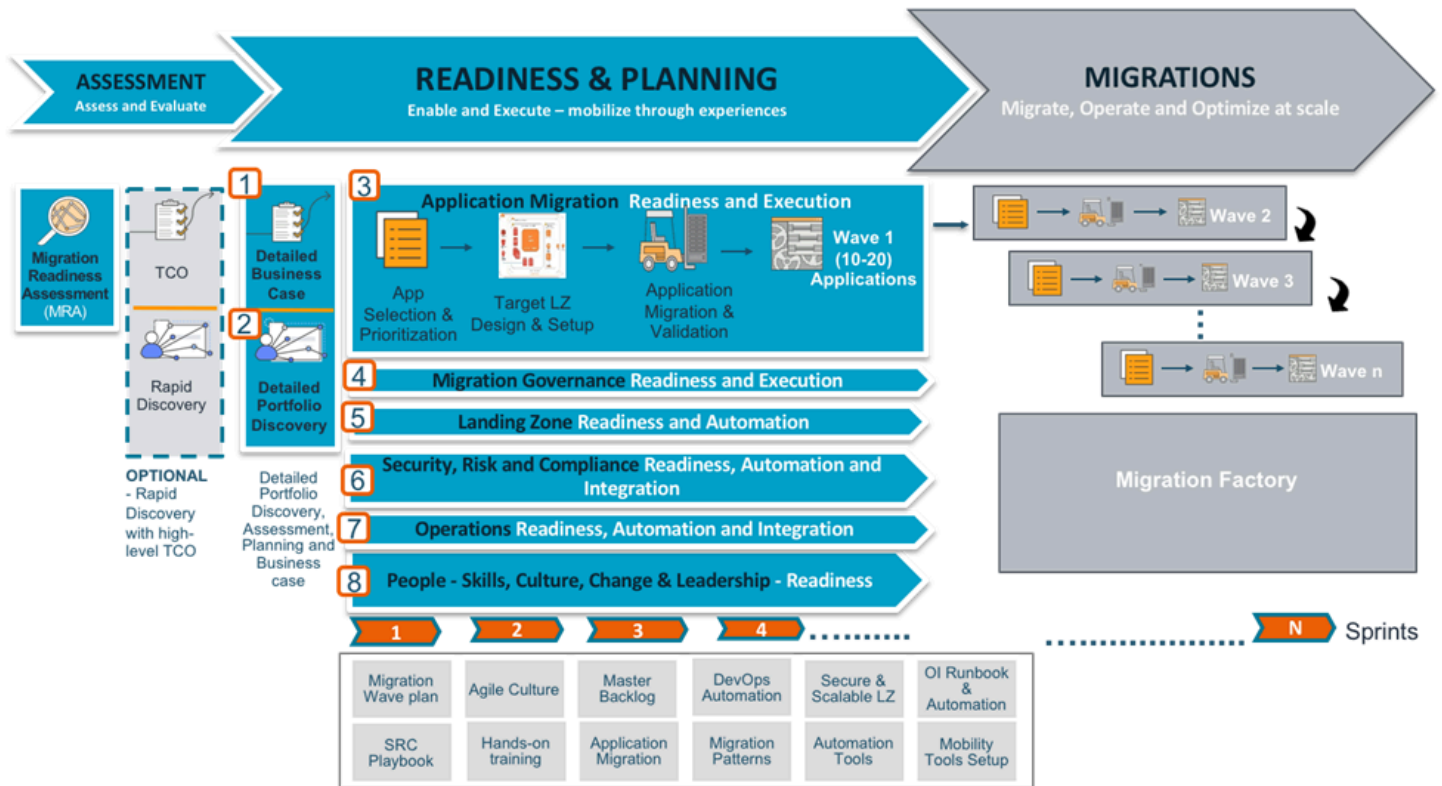 ASSESSMENT
Assess and Evaluate
READINESS & PLANNING
Enable and Execute – mobilize through experiences
MIGRATIONS
Migrate, Operate and Optimize at scale
Migration
Readiness
Assessment
(MRA)
TCO
Rapid
Discovery
OPTIONAL
- Rapid
Discovery
with high-
level TCO
1
Detailed
Business
Case
2
Detailed
Portfolio
Discovery
Detailed
Portfolio
Discovery,
Assessment,
Planning and
Business
case
3
Application Migration Readiness and Execution
App
Selection &
Prioritization
Target LZ
Design & Setup
Application
Migration &
Validation
Wave 1
(10-20)
Applications
4
Migration Governance Readiness and Execution
5
Landing Zone Readiness and Automation
6
Security, Risk and Compliance Readiness, Automation and
Integration
7
Operations Readiness, Automation and Integration
8
People - Skills, Culture, Change & Leadership - Readiness
Wave 2
Wave 3
Wave n
Migration Factory
1
2
3
4
N
Sprints
Migration
Wave plan
Agile Culture
Master
Backlog
DevOps
Automation
Secure &
Scalable LZ
OI Runbook
&
Automation
SRC
Playbook
Hands-on
training
Application
Migration
Migration
Patterns
Automation
Tools
Mobility
Tools Setup